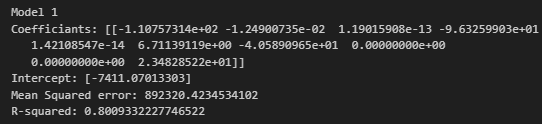 Model 1
Coefficiants: [[-1.10757314e+02 -1.24900735e-02 1.19015908e-13 -9.63259903e+01
1.42108547e-14 6.71139119e+00 -4.05890965e+01 0.00000000e+00
0.00000000e+00 2.34828522e+01]]
Intercept: [-7411.07013303]
Mean Squared error: 892320.4234534102
R-squared: 0.8009332227746522